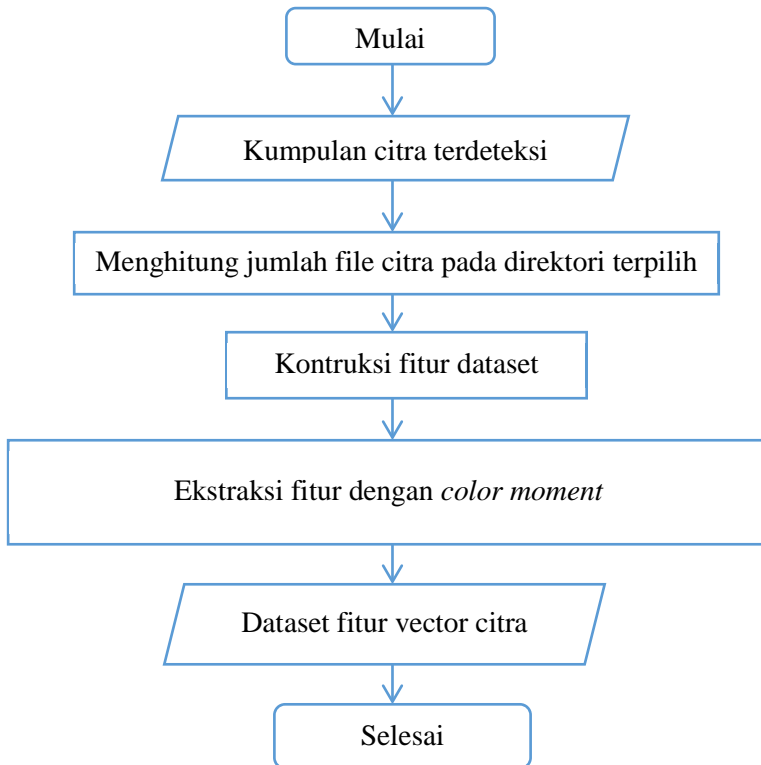 Mulai
Kumpulan citra terdeteksi
Menghitung jumlah file citra pada direktori terpilih
Kontruksi fitur dataset
Ekstraksi fitur dengan color moment
Dataset fitur vector citra
Selesai